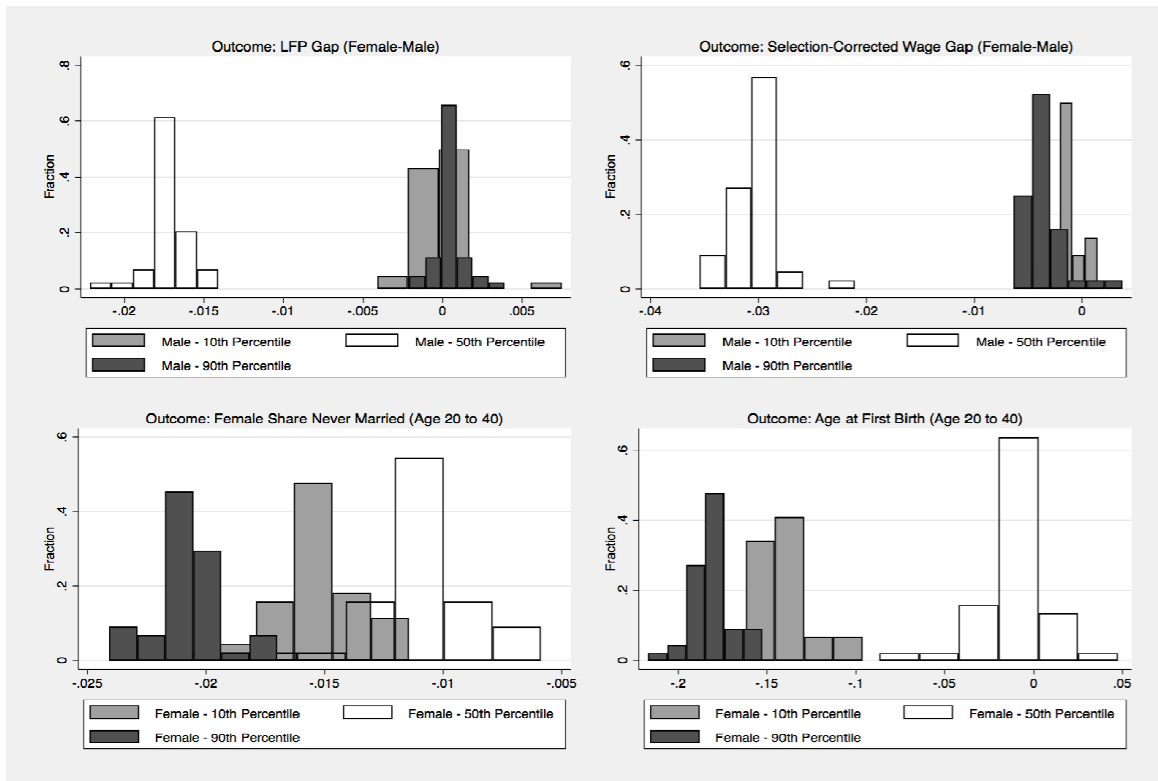 Outcome: LFP Gap (Female-Male)
Fraction
0 .2 .4 .6 .8
-.02 -.015 -.01 -.005 0 .005
Male - 10th Percentile Male - 50th Percentile
Male - 90th Percentile
Outcome: Selection-Corrected Wage Gap (Female-Male)
Fraction
0 .2 .4 .6
-.04 -.03 -.02 -.01 0
Male - 10th Percentile Male - 50th Percentile
Male - 90th Percentile
Outcome: Female Share Never Married (Age 20 to 40)
Fraction
0 .2 .4 .6
-.025 -.02 -.015 -.01 -.005
Female - 10th Percentile Female - 50th Percentile
Female - 90th Percentile
Outcome: Age at First Birth (Age 20 to 40)
Fraction
0 .2 .4 .6
-.2 -.15 -.1 -.05 0 .05
Female - 10th Percentile Female - 50th Percentile
Female - 90th Percentile